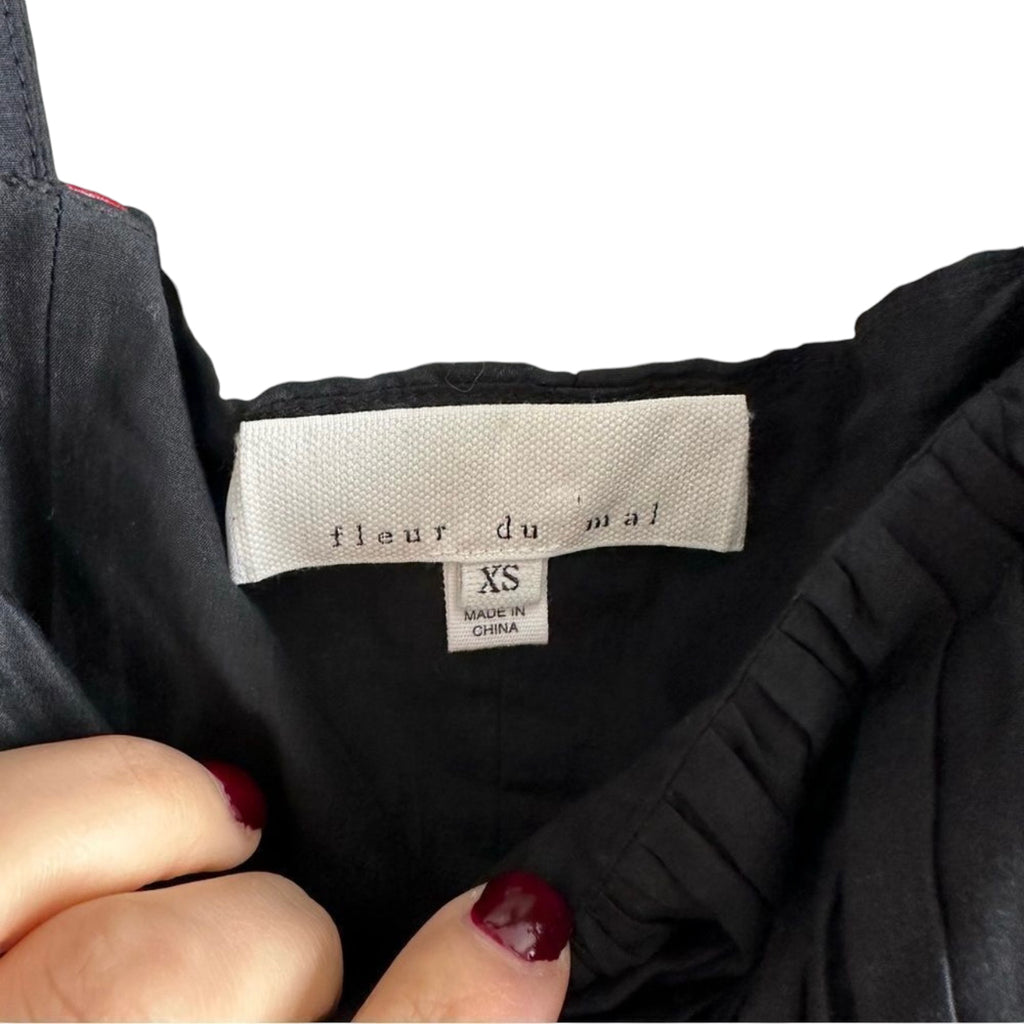 fleur du mal
XS
MADE IN
CHINA